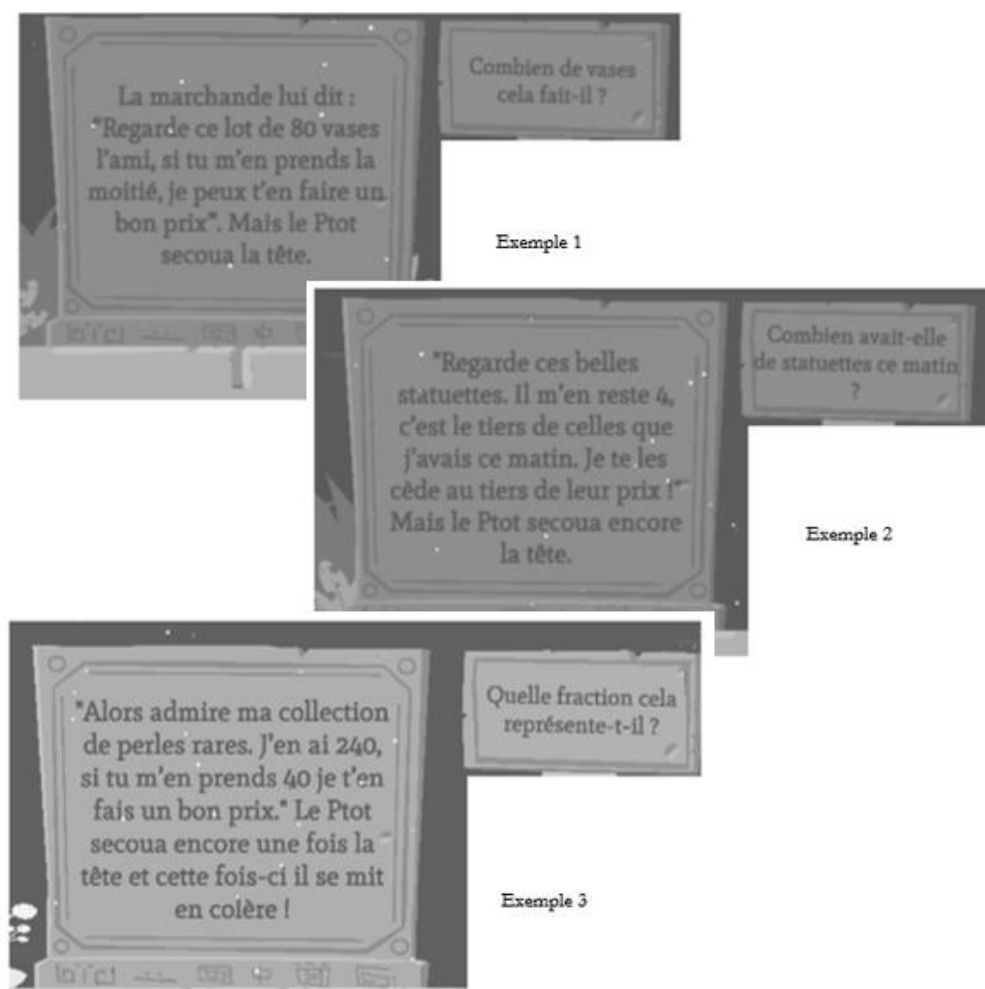 La marchande lui dit :
"Regarde ce lot de 80 vases
l'ami, si tu m'en prends la
moitié, je peux t'en faire un
bon prix". Mais le Ptot
secoua la tête.
Combien de vases
cela fait-il ?
Exemple 1
"Regarde ces belles
statuettes. Il m'en reste 4,
c'est le tiers de celles que
j'avais ce matin. Je te les
cède au tiers de leur prix !"
Mais le Ptot secoua encore
la tête.
Combien avait-elle
de statuettes ce matin
?
Exemple 2
"Alors admire ma collection
de perles rares. J'en ai 240,
si tu m'en prends 40 je t'en
fais un bon prix." Le Ptot
secoua encore une fois la
tête et cette fois-ci il se mit
en colère !
Quelle fraction cela
représente-t-il ?
Exemple 3